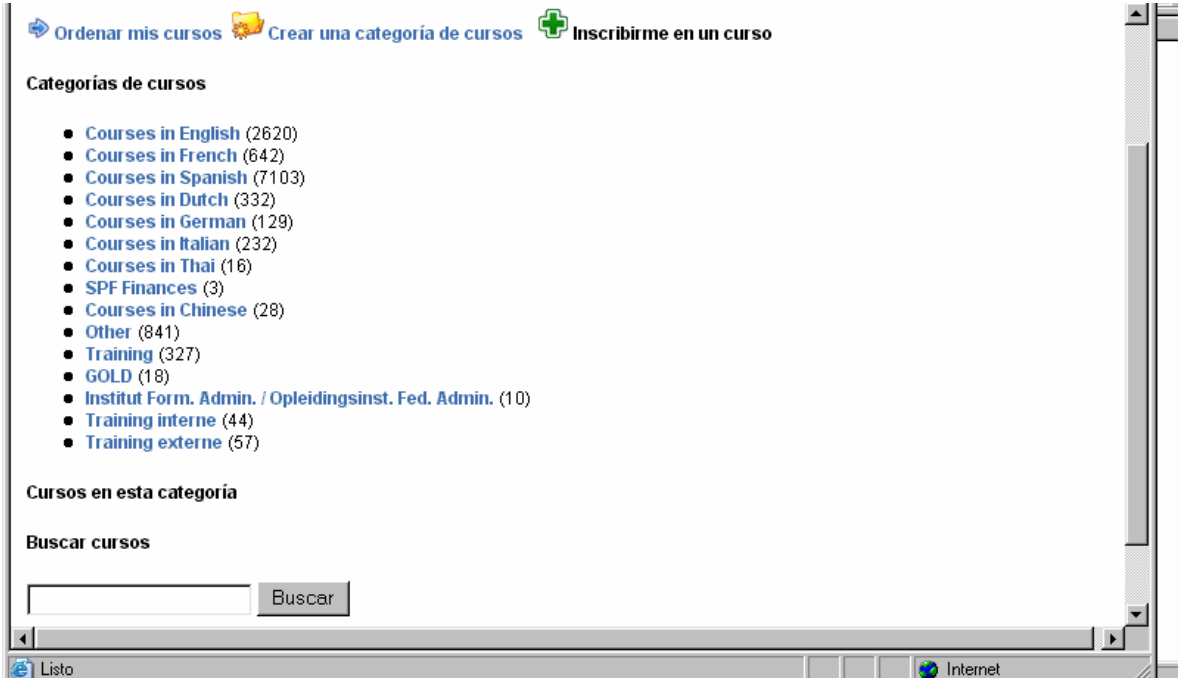 Ordenar mis cursos Crear una categoría de cursos Inscribirme en un curso
Categorías de cursos
Courses in English (2620)
Courses in French (642)
Courses in Spanish (7103)
Courses in Dutch (332)
Courses in German (129)
Courses in Italian (232)
Courses in Thai (16)
SPF Finances (3)
Courses in Chinese (28)
Other (841)
Training (327)
GOLD (18)
Institut Form. Admin. / Opleidingsinst. Fed. Admin. (10)
Training interne (44)
Training externe (57)
Cursos en esta categoría
Buscar cursos
Buscar
Listo Internet